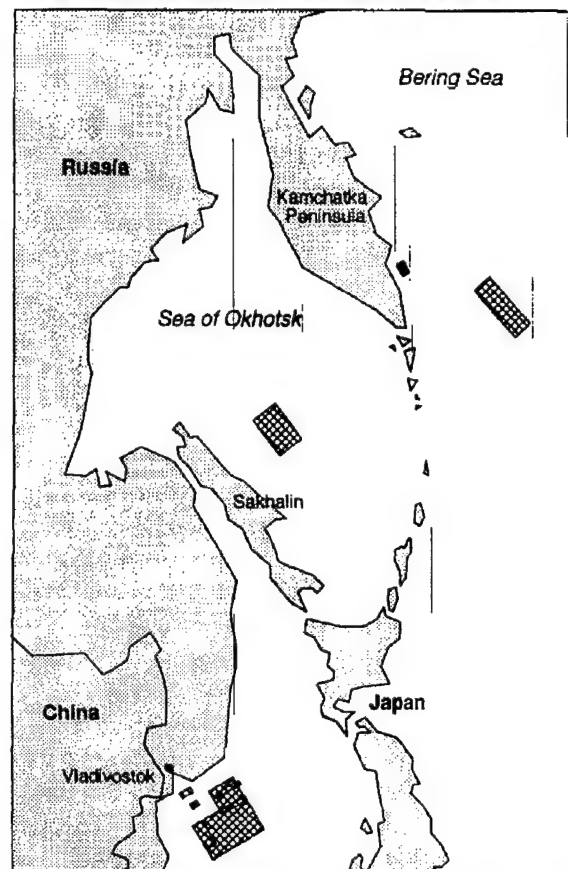 Bering Sea
Russia
Kamchatka
Peninsula
Sea of Okhotsk
Sakhalin
China
Japan
Vladivostok